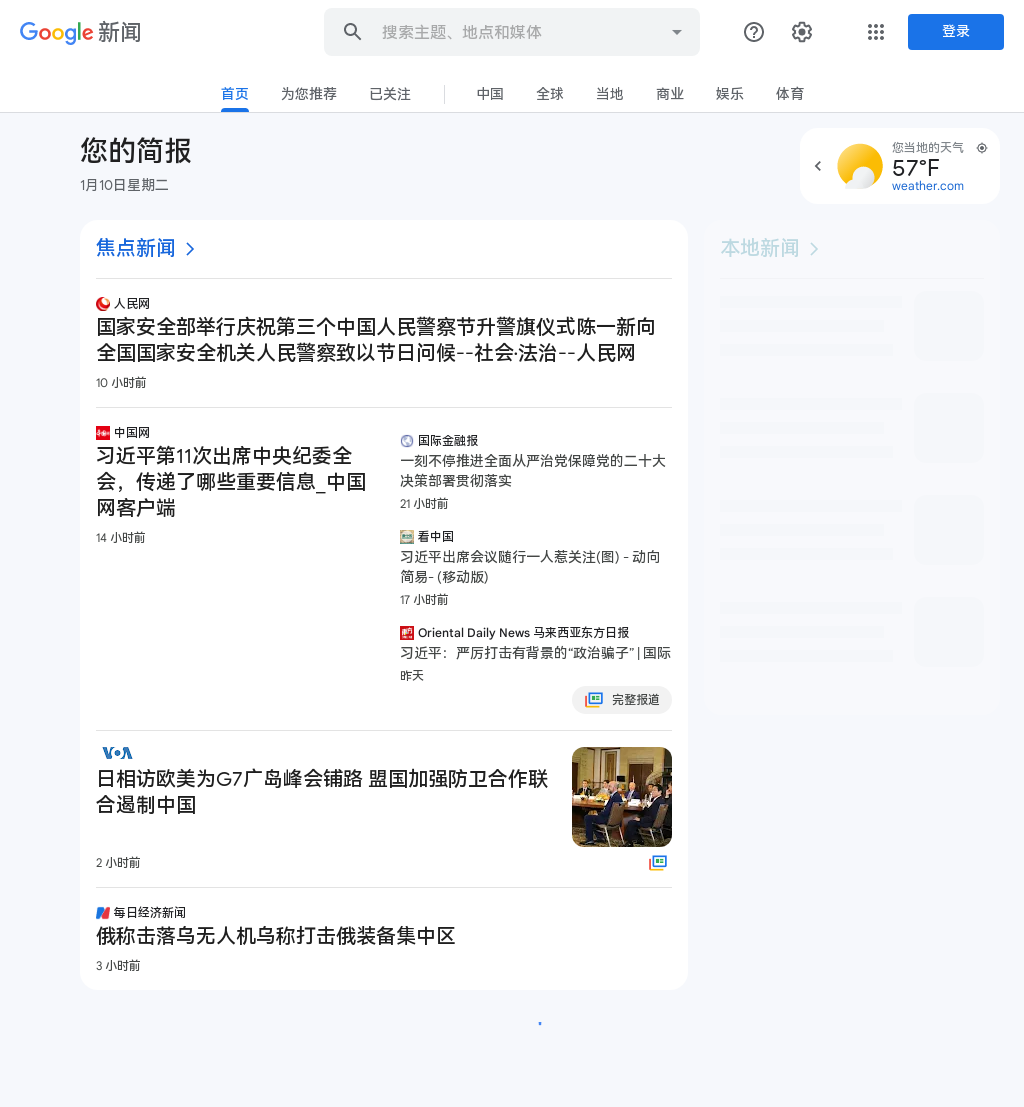 Google 新闻
搜索主题、地点和媒体
登录
首页
为您推荐
已关注
中国
全球
当地
商业
娱乐
体育
您的简报
1月10日星期二
您当地的天气
57°F
weather.com
焦点新闻
人民网
国家安全部举行庆祝第三个中国人民警察节升警旗仪式陈一新向
全国国家安全机关人民警察致以节日问候--社会·法治--人民网
10 小时前
中国网
习近平第11次出席中央纪委全
会，传递了哪些重要信息_中国
网客户端
14 小时前
国际金融报
一刻不停推进全面从严治党保障党的二十大
决策部署贯彻落实
21 小时前
看中国
习近平出席会议随行一人惹关注(图) - 动向
简易- (移动版)
17 小时前
Oriental Daily News 马来西亚东方日报
习近平：严厉打击有背景的“政治骗子” | 国际
昨天
完整报道
VOA
日相访欧美为G7广岛峰会铺路 盟国加强防卫合作联
合遏制中国
2 小时前
每日经济新闻
俄称击落乌无人机乌称打击俄装备集中区
3 小时前
本地新闻